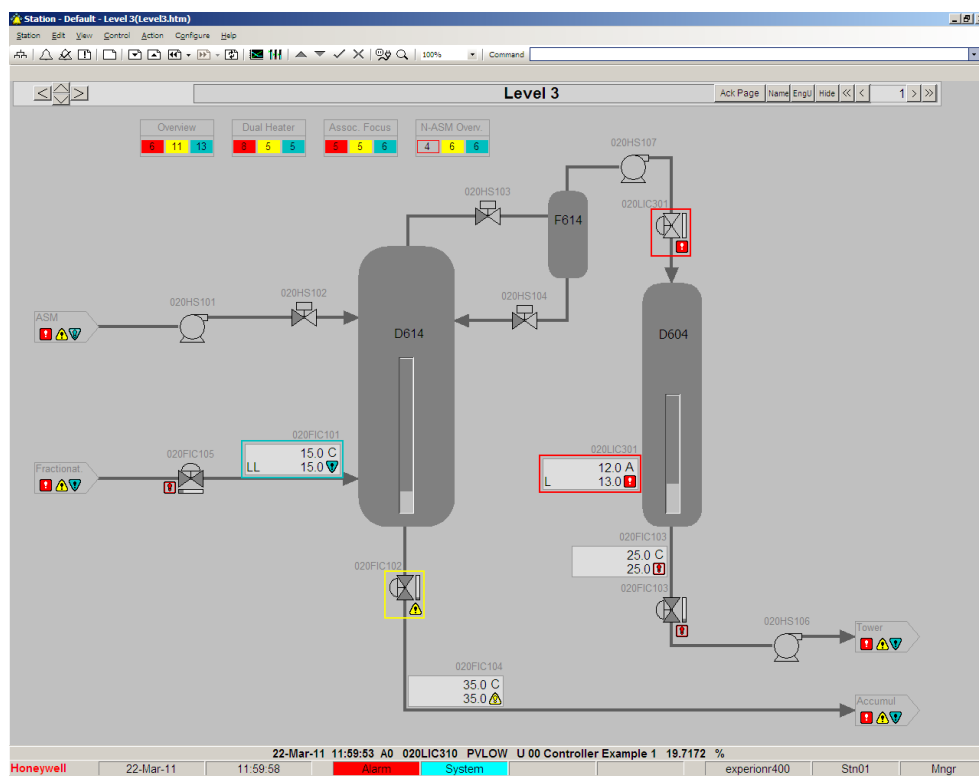 Station - Default - Level 3(Level3.htm)
Station Edit View Control Action Configure Help
100% Command
Level 3
Ack Page Name EngU Hide 1
Overview Dual Heater Assoc. Focus N-ASM Overv.
6 11 13 6 5 5 5 5 6 4 6 6
020HS107
020HS103
020LIC301
F614
020HS102 020HS104
020HS101
ASM
D614 D604
020FIC101
020LIC301
020FIC105
15.0 C
LL 15.0
Fractionat.
12.0 A
L 13.0
020FIC103
25.0 C
25.0
020FIC102
020FIC103
020HS106
Tower
020FIC104
35.0 C
35.0
Accumul
22-Mar-11 11:59:53 A0 020LIC310 PVLOW U 00 Controller Example 1 19.7172 %
Honeywell 22-Mar-11 11:59:58 Alarm System experionr400 Stn01 Mngr